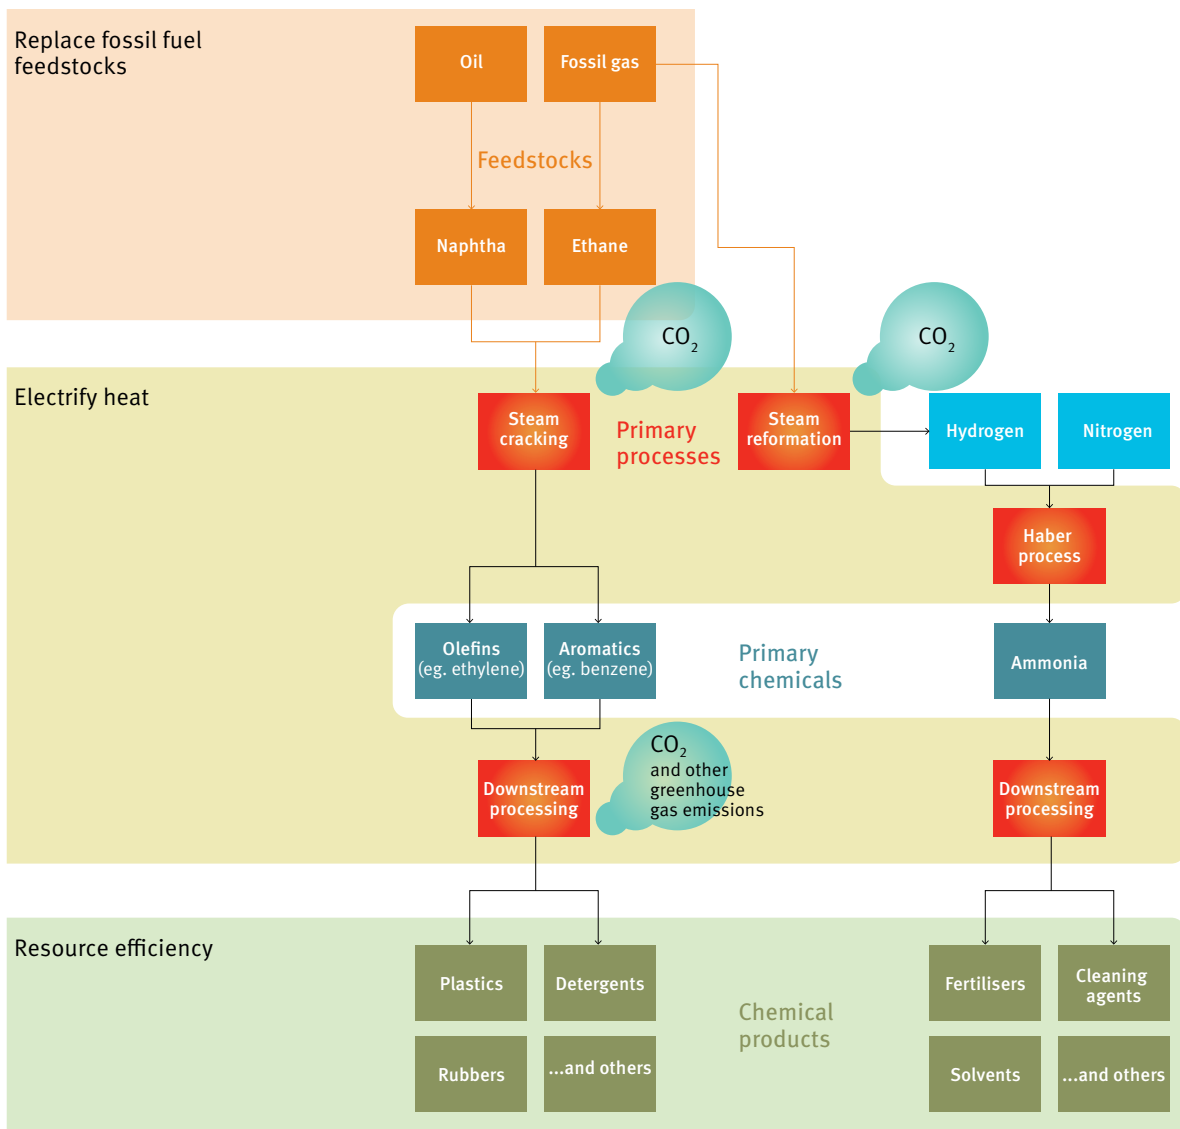 Replace fossil fuel
feedstocks
Oil
Fossil gas
Feedstocks
Naphtha
Ethane
CO₂
CO₂
Electrify heat
Steam
cracking
Primary
processes
Steam
reformation
Hydrogen
Nitrogen
Haber
process
Olefins
(eg. ethylene)
Aromatics
(eg. benzene)
Primary
chemicals
Ammonia
CO₂
and other
greenhouse
gas emissions
Downstream
processing
Downstream
processing
Resource efficiency
Plastics
Detergents
Chemical
products
Fertilisers
Cleaning
agents
Rubbers
...and others
Solvents
...and others